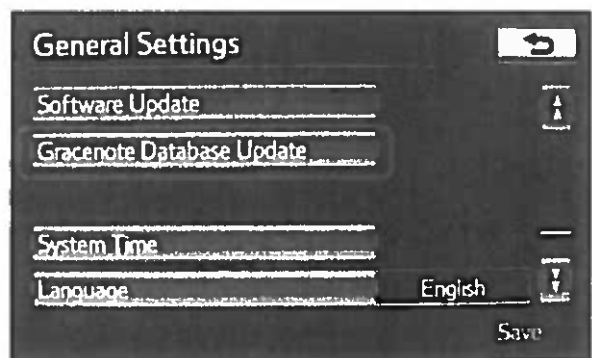 General Settings
Software Update
Gracenote Database Update
System Time
Language English
Save